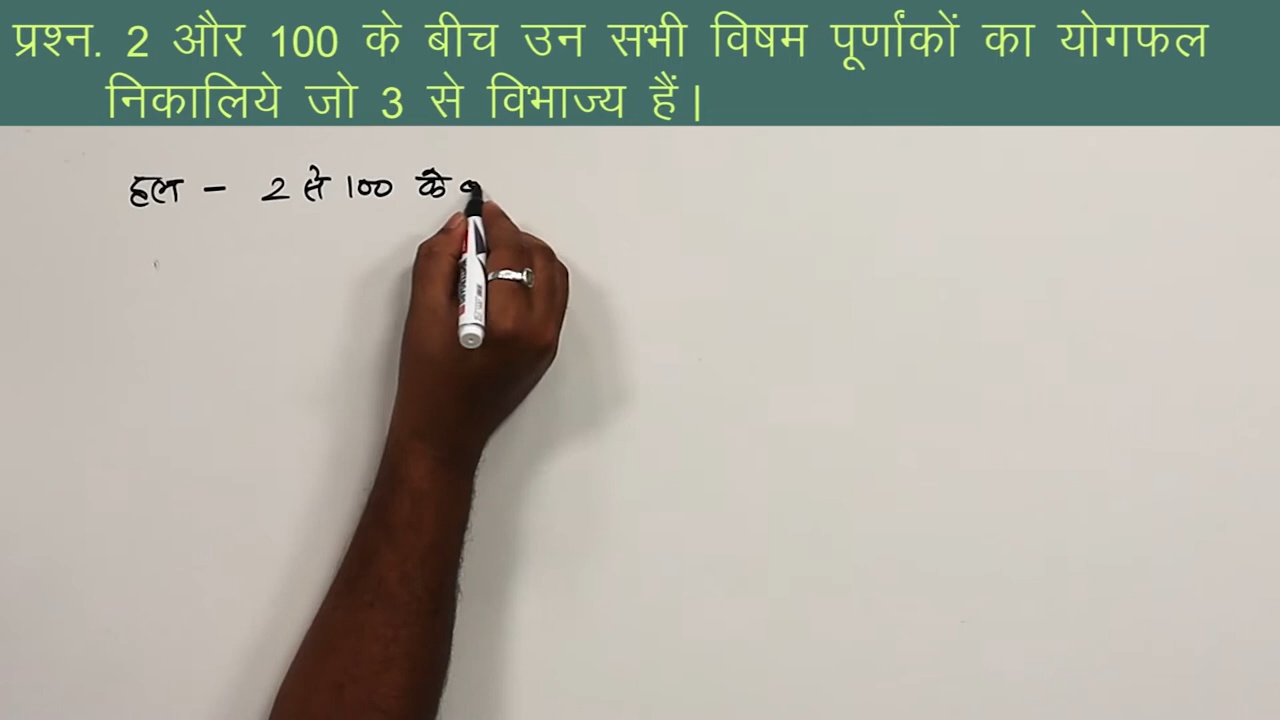 प्रश्न. 2 और 100 के बीच उन सभी विषम पूर्णांकों का योगफल
निकालिये जो 3 से विभाज्य हैं।
हल - 2 से 100 के